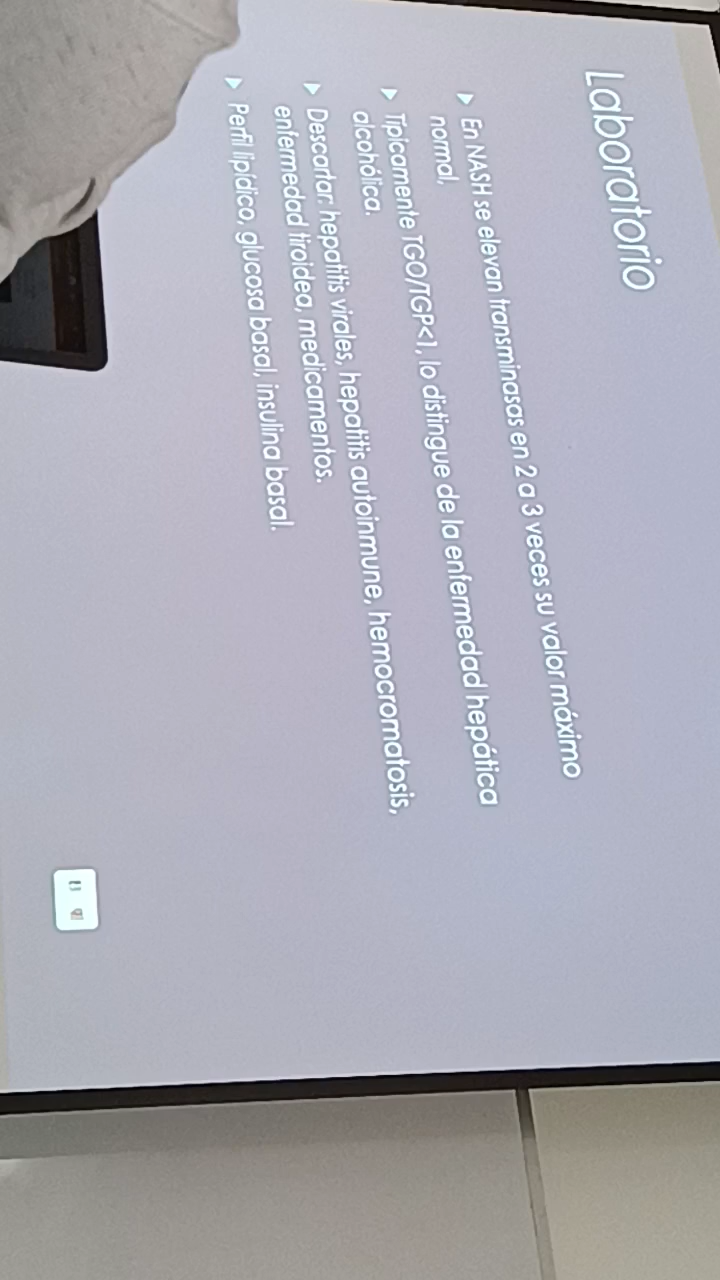 Laboratorio
En NASH se elevan transminasas en 2 a 3 veces su valor máximo
normal,
Típicamente TGO/TGP<1, lo distingue de la enfermedad hepática
alcohólica.
Descartar: hepatitis virales, hepatitis autoinmune, hemocromatosis,
enfermedad tiroidea, medicamentos.
Perfil lipídico, glucosa basal, insulina basal.